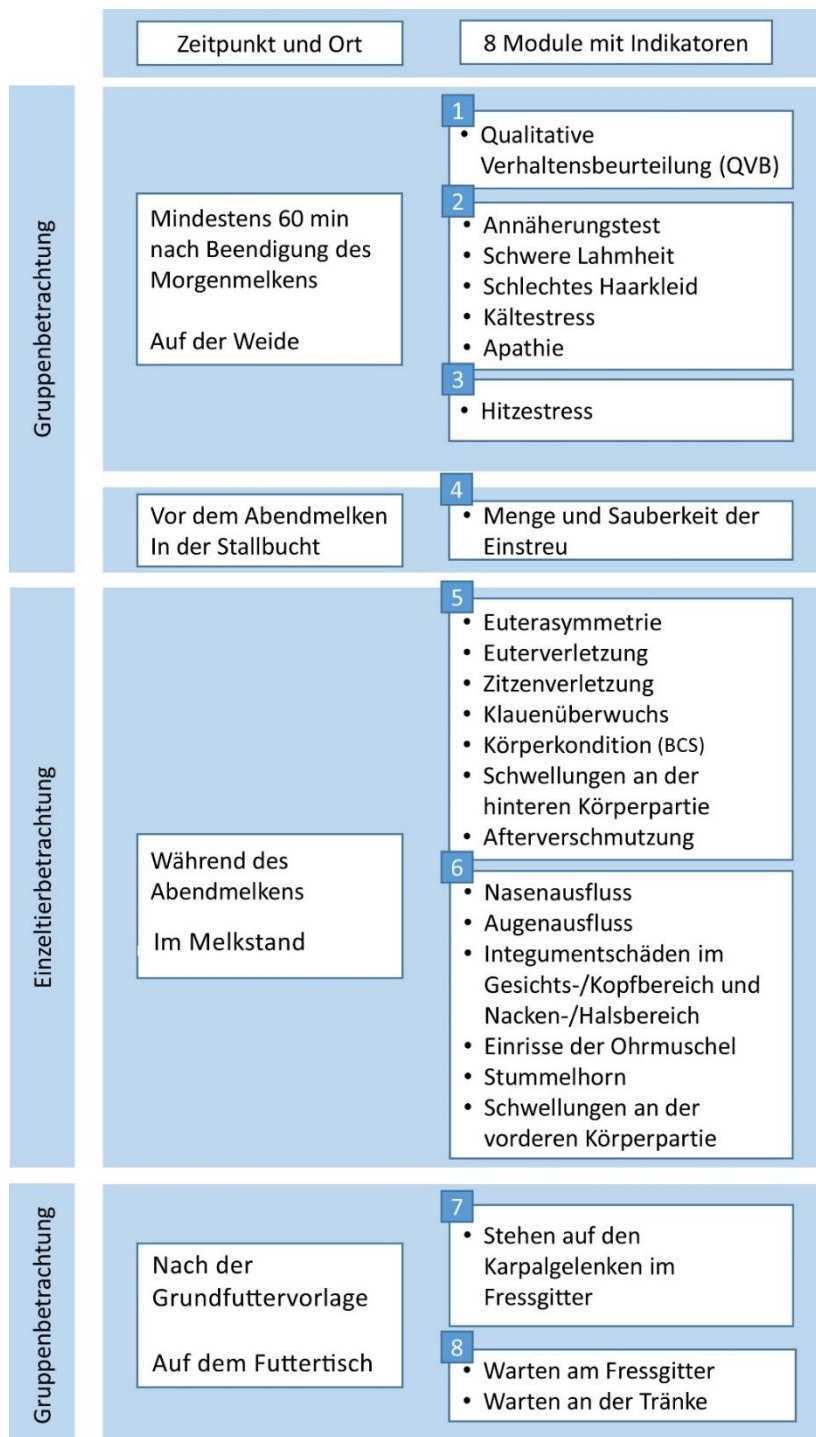 Zeitpunkt und Ort
8 Module mit Indikatoren
Gruppenbetrachtung
Mindestens 60 min
nach Beendigung des
Morgenmelkens
Auf der Weide
1
• Qualitative
Verhaltensbeurteilung (QVB)
2
• Annäherungstest
• Schwere Lahmheit
• Schlechtes Haarkleid
• Kältestress
• Apathie
3
• Hitzestress
Vor dem Abendmelken
In der Stallbucht
4
• Menge und Sauberkeit der
Einstreu
Einzeltierbetrachtung
Während des
Abendmelkens
Im Melkstand
5
• Euterasymmetrie
• Euterverletzung
• Zitzenverletzung
• Klauenüberwuchs
• Körperkondition (BCS)
• Schwellungen an der
hinteren Körperpartie
• Afterverschmutzung
6
• Nasenausfluss
• Augenausfluss
• Integumentschäden im
Gesichts-/Kopfbereich und
Nacken-/Halsbereich
• Einrisse der Ohrmuschel
• Stummelhorn
• Schwellungen an der
vorderen Körperpartie
Gruppenbetrachtung
Nach der
Grundfuttervorlage
Auf dem Futtertisch
7
• Stehen auf den
Karpalgelenken im
Fressgitter
8
• Warten am Fressgitter
• Warten an der Tränke